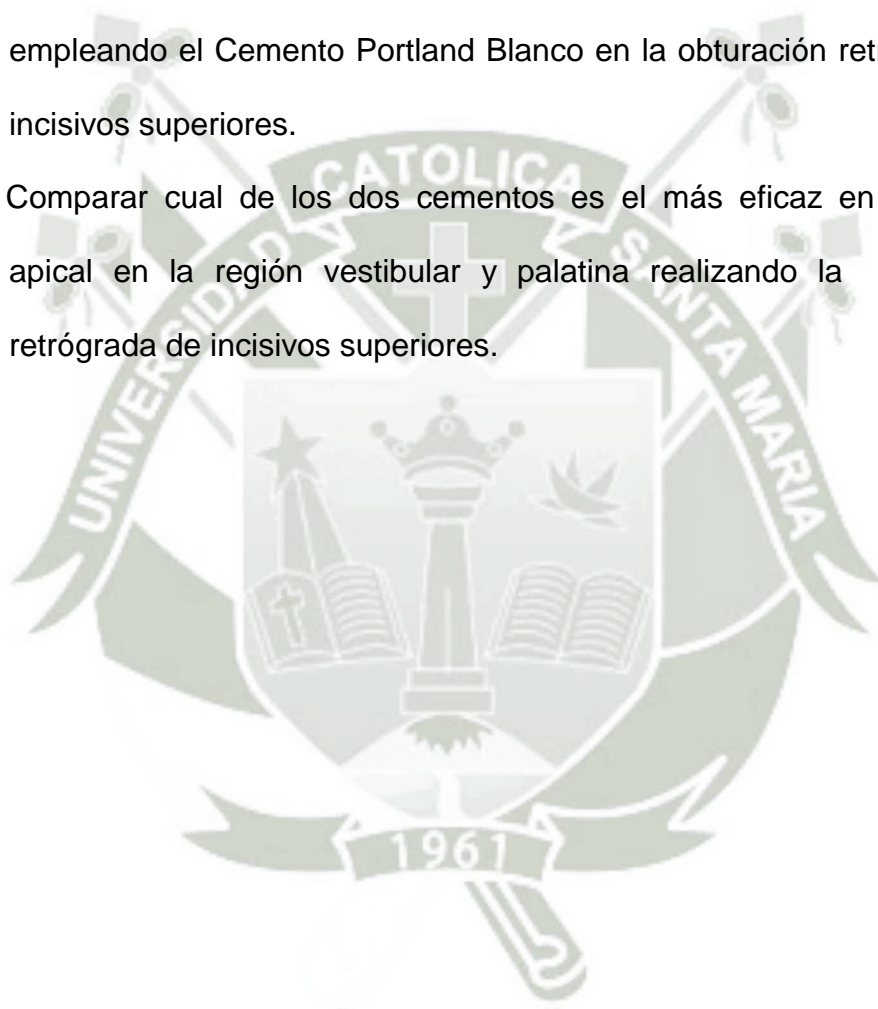 empleando el Cemento Portland Blanco en la obturación
incisivos superiores.
Comparar cual de los dos cementos es el más eficaz en
apical en la región vestibular y palatina realizando la
retrógrada de incisivos superiores.
UNIVERSIDAD CATOLICA SANTA MARIA
1961